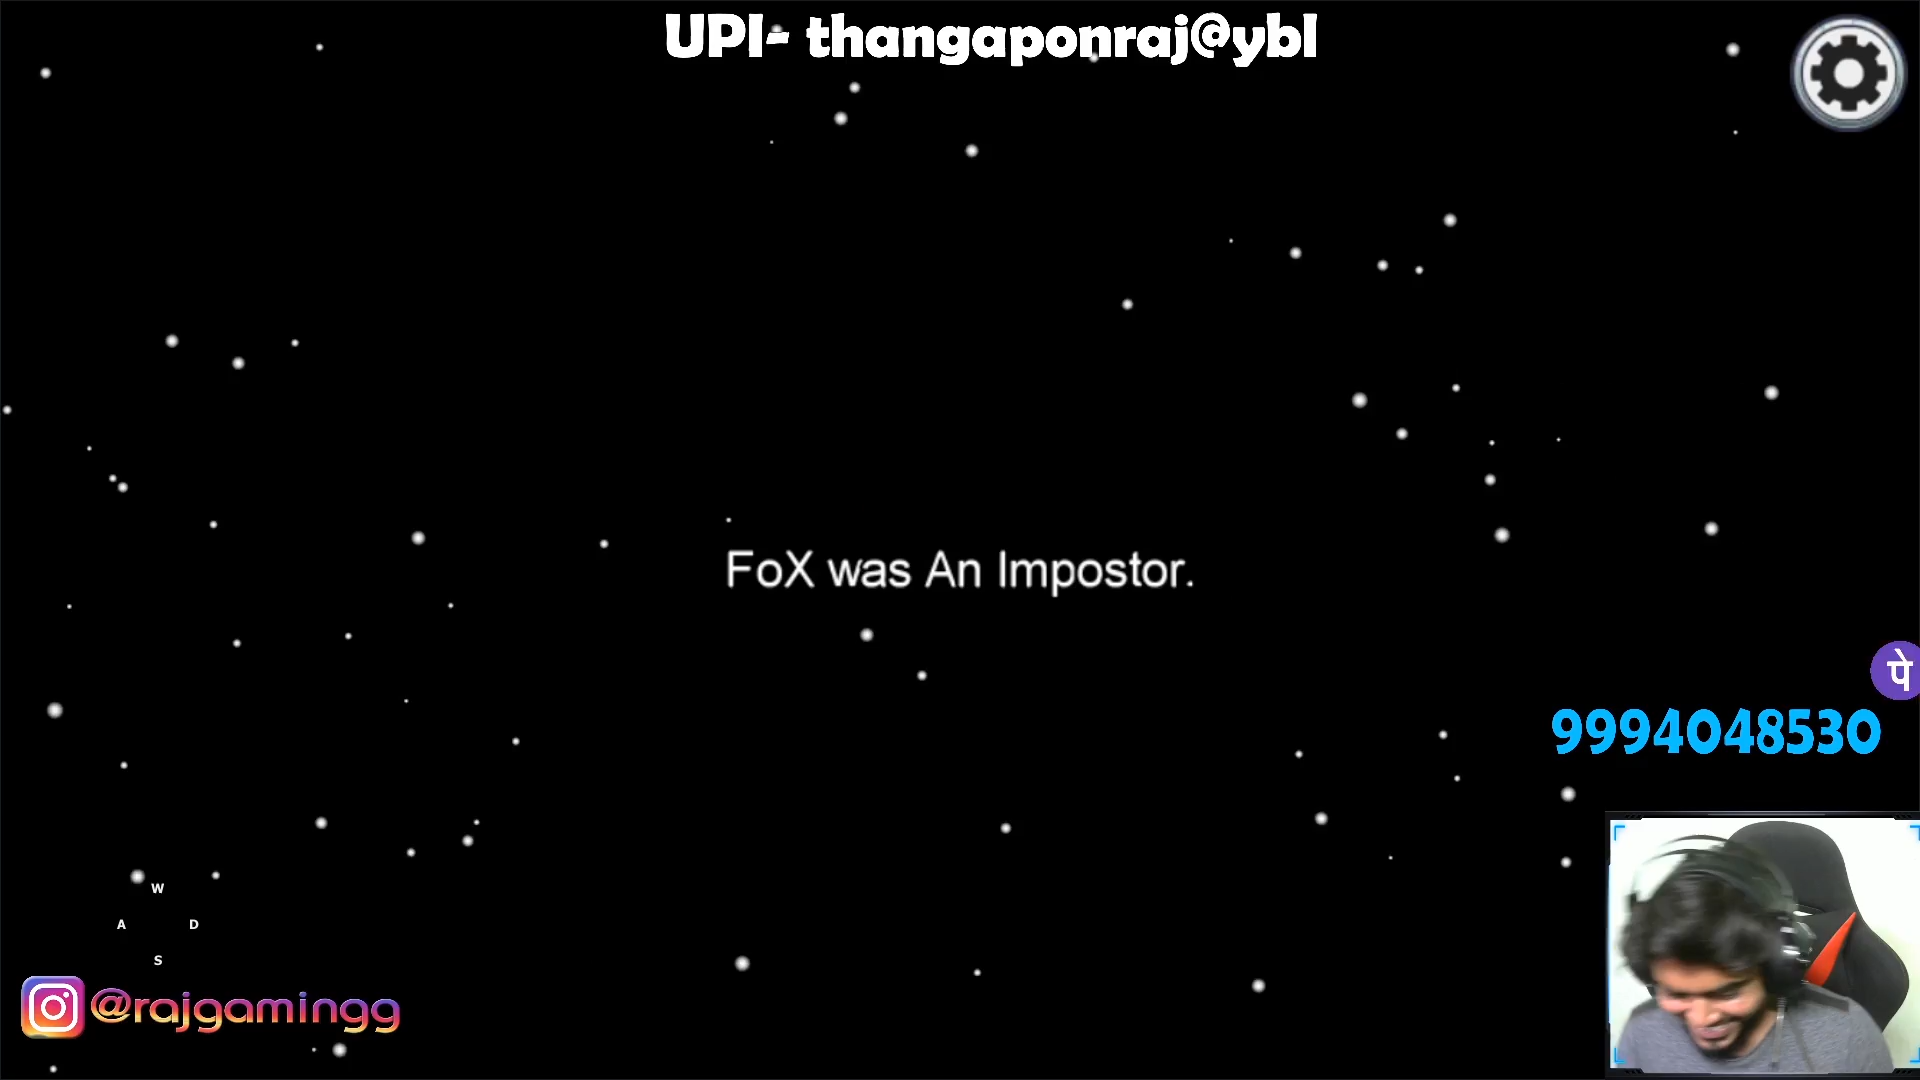 UPI- thangaponraj@ybl
FoX was An Impostor.
पे
9994048530
W
A D
S
@rajgamingg